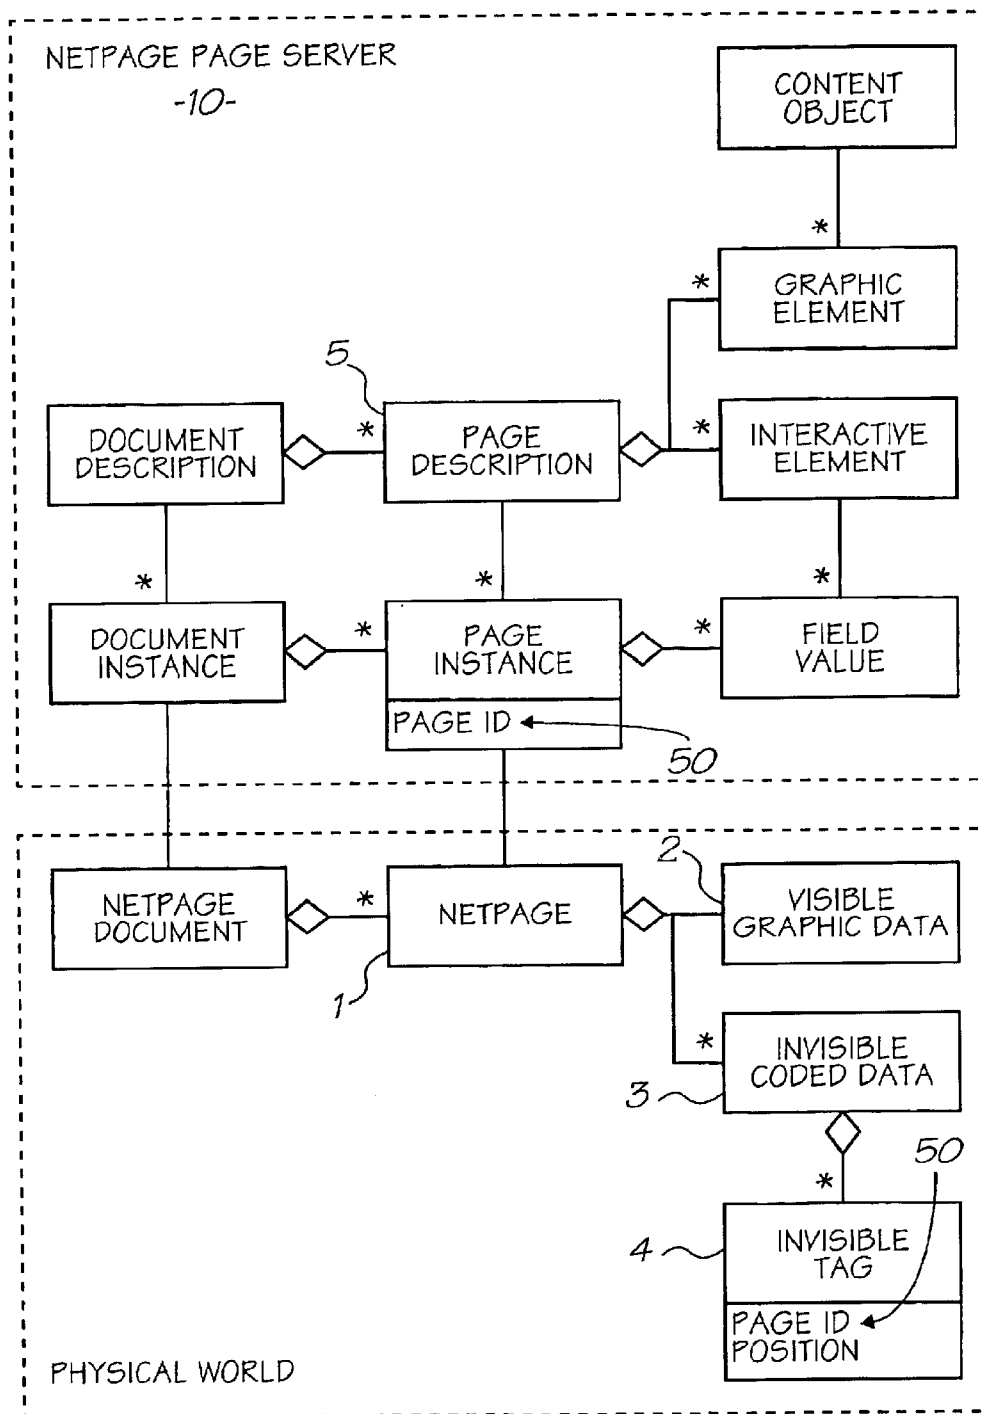 NETPAGE PAGE SERVER
-10-
CONTENT
OBJECT
*
GRAPHIC
ELEMENT
*
5
DOCUMENT
DESCRIPTION
*
PAGE
DESCRIPTION
*
INTERACTIVE
ELEMENT
*
*
*
DOCUMENT
INSTANCE
*
PAGE
INSTANCE
PAGE ID
50
*
FIELD
VALUE
NETPAGE
DOCUMENT
*
NETPAGE
1
2
VISIBLE
GRAPHIC DATA
*
INVISIBLE
CODED DATA
3
*
50
4
INVISIBLE
TAG
PAGE ID
POSITION
PHYSICAL WORLD